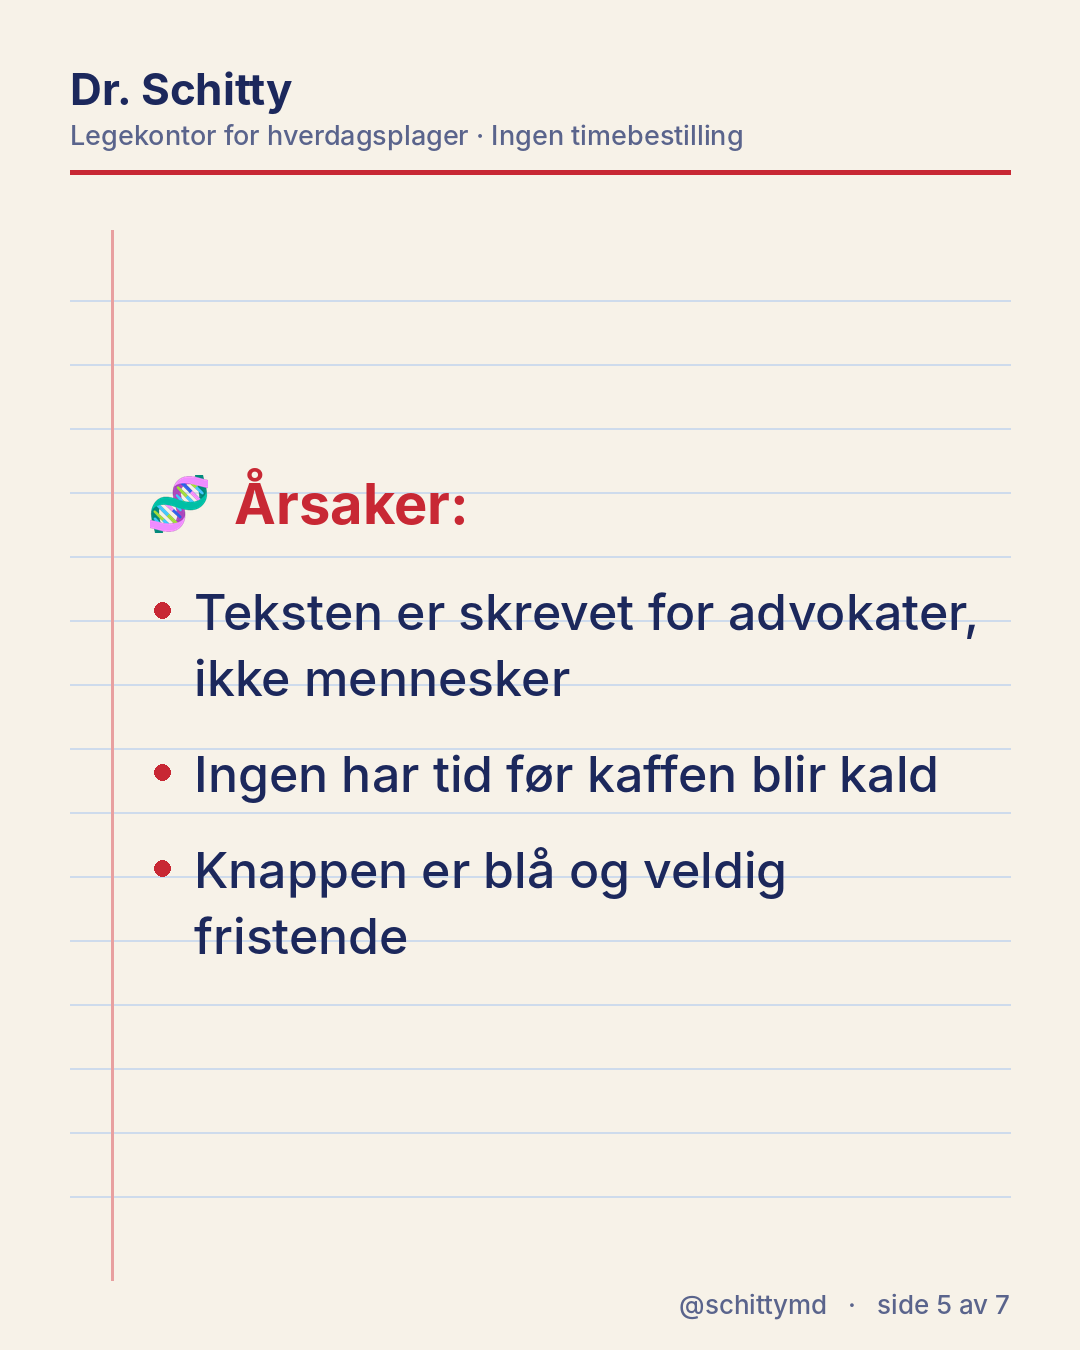 Dr. Schitty
Legekontor for hverdagsplager · Ingen timebestilling
🧬 Årsaker:
• Teksten er skrevet for advokater,
ikke mennesker
• Ingen har tid før kaffen blir kald
• Knappen er blå og veldig
fristende
@schittymd · side 5 av 7